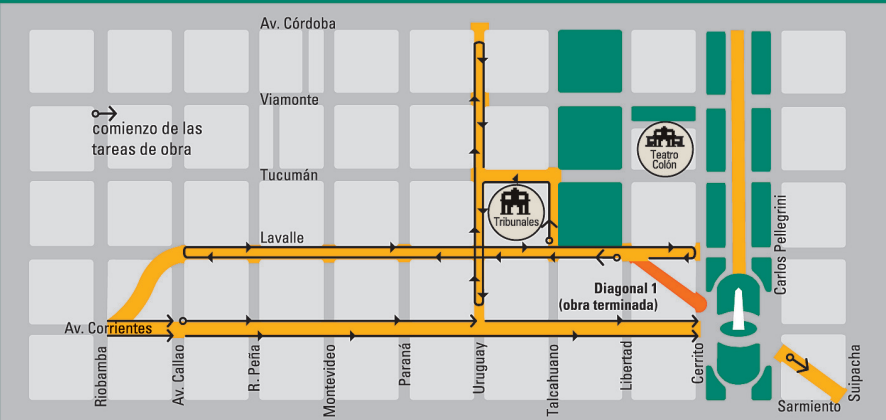 Av. Córdoba
Viamonte
comienzo de las
tareas de obra
Teatro
Colón
Tucumán
Tribunales
Lavalle
Carlos Pellegrini
Diagonal 1
(obra terminada)
Av. Corrientes
Riobamba
Av. Callao
R. Peña
Montevideo
Paraná
Uruguay
Talcahuano
Libertad
Cerrito
Sarmiento
Suipacha